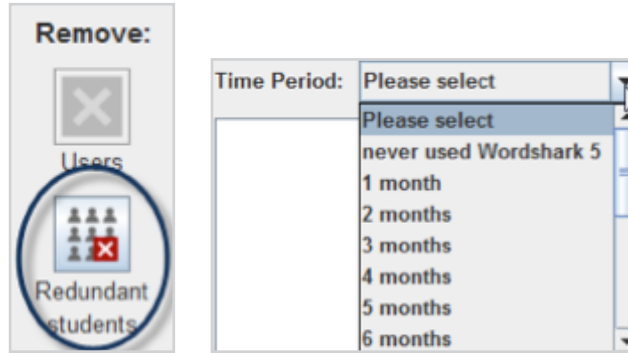 Remove:
Users
Redundant
students
Time Period: Please select
Please select
never used Wordshark 5
1 month
2 months
3 months
4 months
5 months
6 months